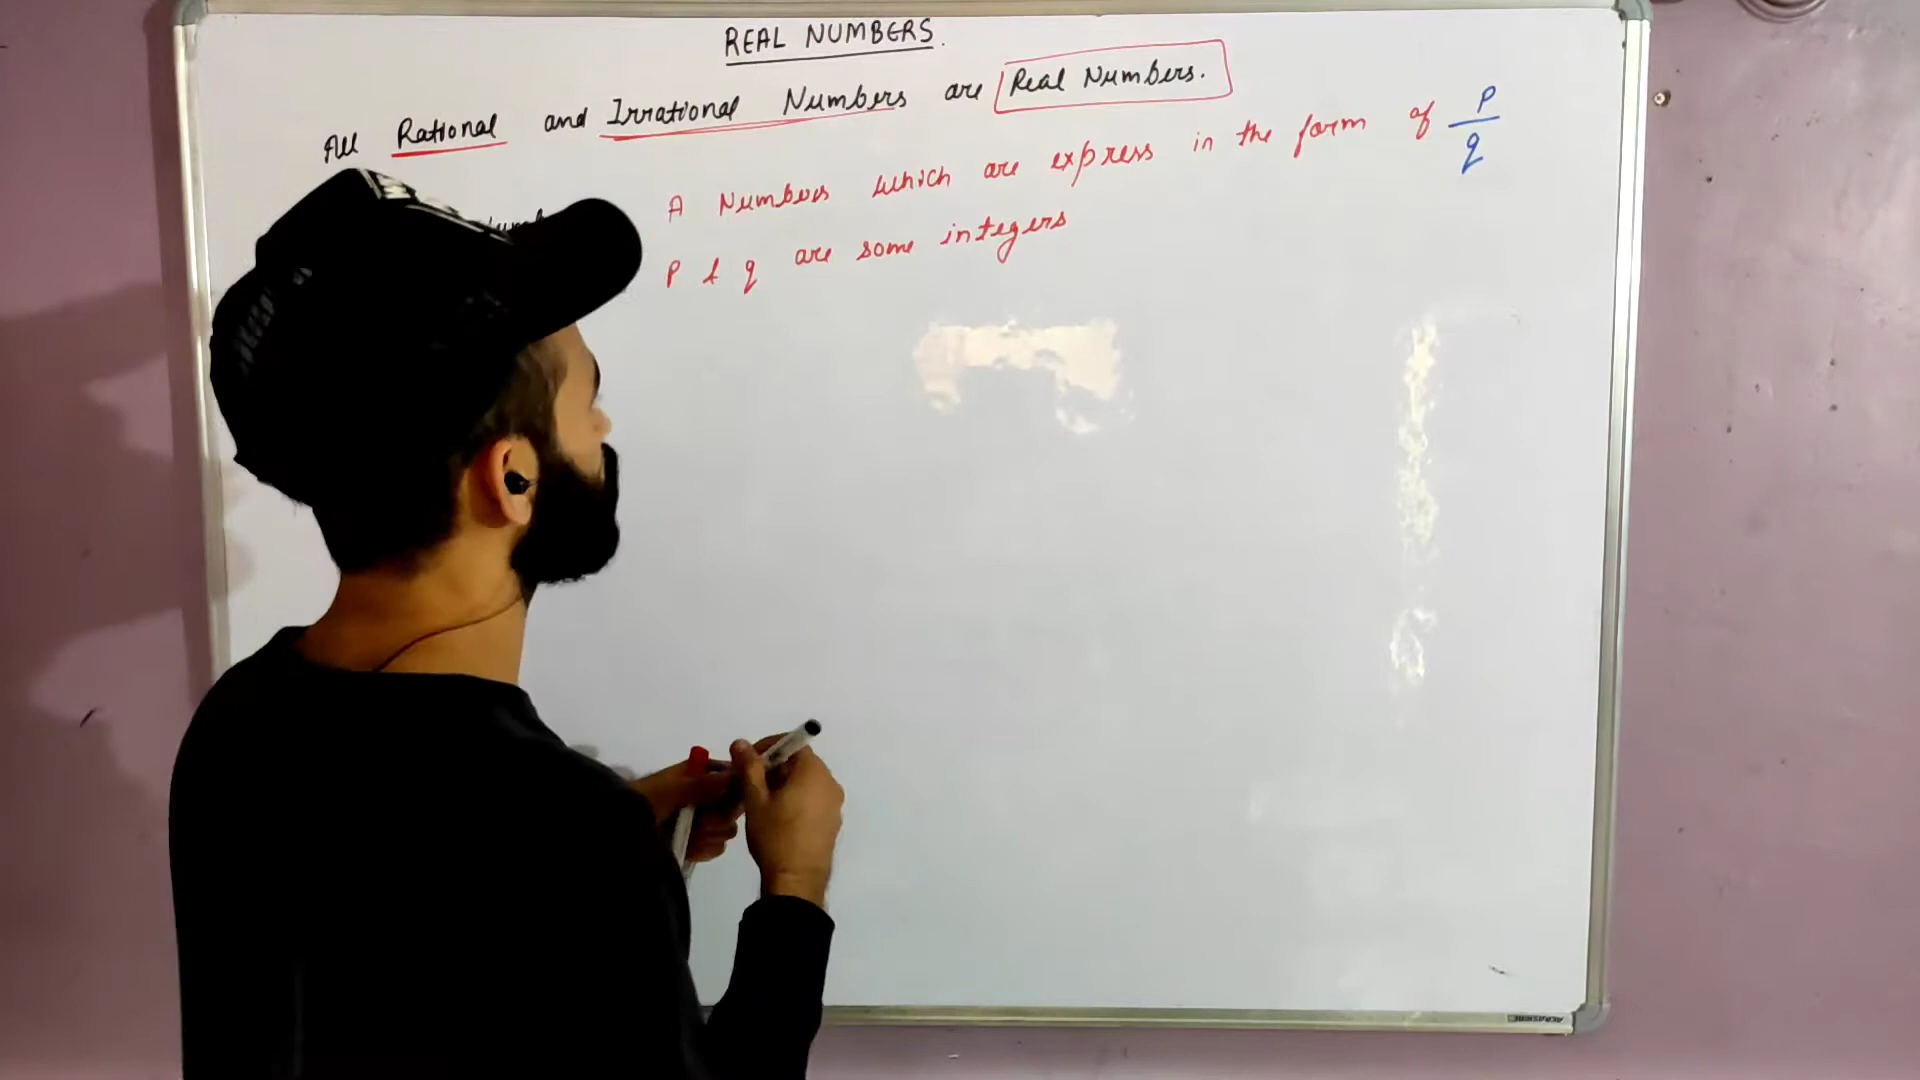 REAL NUMBERS.
All Rational and Irrational Numbers are Real Numbers.
A Numbers which are express in the form of P/q
P & q are some integers